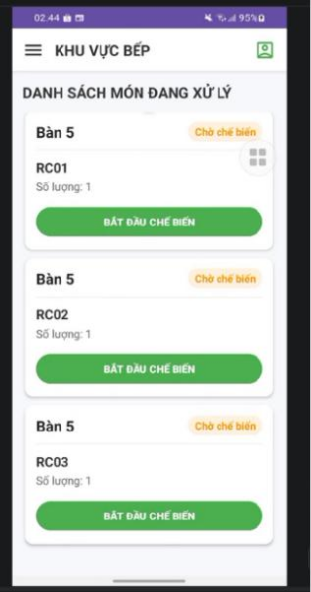 02.44 95%
KHU VỰC BẾP
DANH SÁCH MÓN ĐANG XỬ LÝ
Bàn 5 Chờ chế biến
RC01
Số lượng: 1
BẮT ĐẦU CHẾ BIẾN
Bàn 5 Chờ chế biến
RC02
Số lượng: 1
BẮT ĐẦU CHẾ BIẾN
Bàn 5 Chờ chế biến
RC03
Số lượng: 1
BẮT ĐẦU CHẾ BIẾN